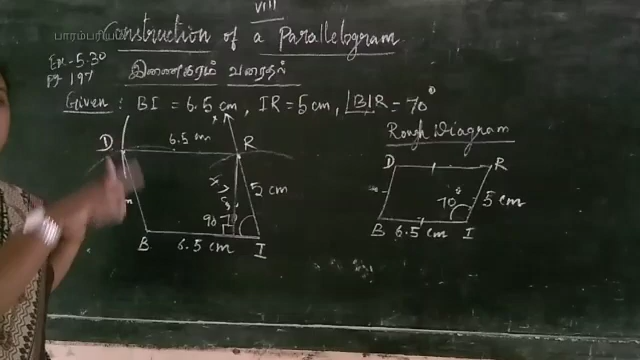 VIII
பாரம்பரிய
Construction of a Parallelogram
Ex-5.30
Pg 197
இணைகரம் வரைதல்
Given : BI = 6.5 cm, IR = 5 cm, ∠BIR = 70°
Rough Diagram
D 6.5 cm R
D R
5 cm
70° 5 cm
90
B 6.5 cm I
B 6.5 cm I